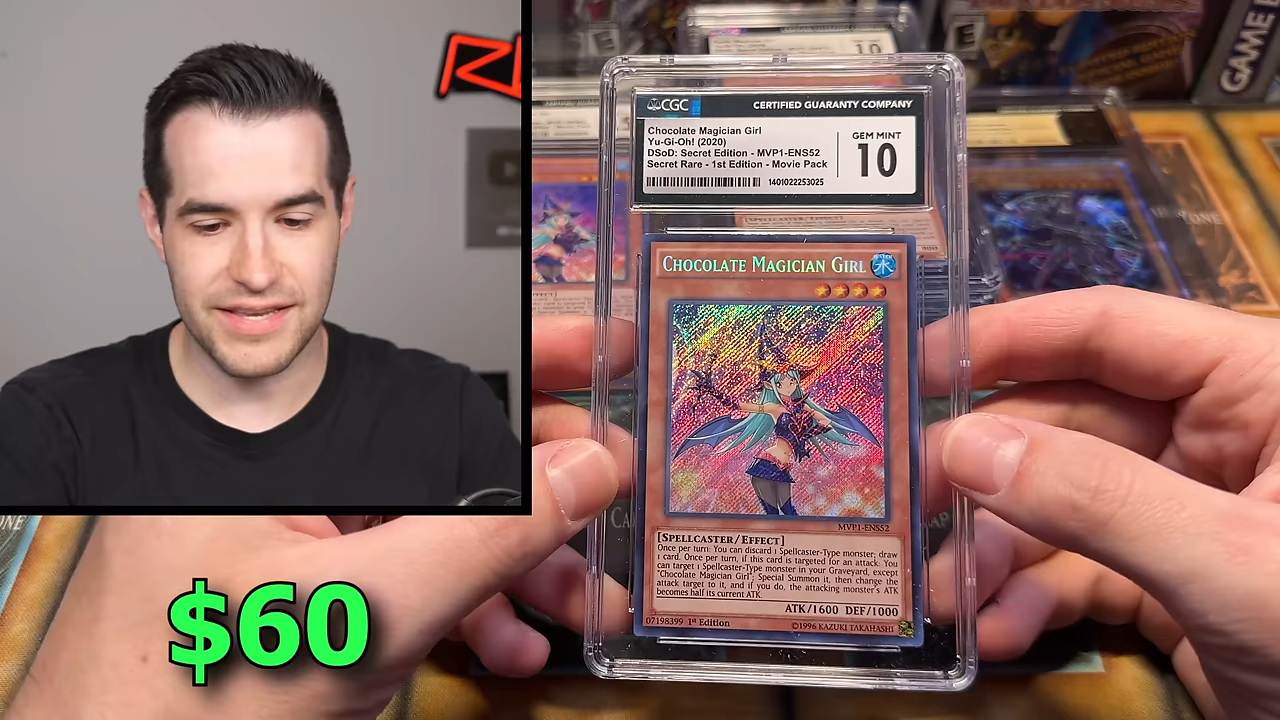 CGC CERTIFIED GUARANTY COMPANY
Chocolate Magician Girl
Yu-Gi-Oh! (2020)
DSoD: Secret Edition - MVP1-ENS52
Secret Rare - 1st Edition - Movie Pack
1401022253025
GEM MINT
10
10
GAME B
CHOCOLATE MAGICIAN GIRL
WATER
水
MVP1-ENS52
[SPELLCASTER/EFFECT]
Once per turn: You can discard 1 Spellcaster-Type monster; draw
1 card. Once per turn, if this card is targeted for an attack: You
can target 1 Spellcaster-Type monster in your Graveyard, except
"Chocolate Magician Girl"; Special Summon it, then change the
attack target to it, and if you do, the attacking monster's ATK
becomes half its current ATK.
ATK/1600 DEF/1000
07198399 1st Edition
©1996 KAZUKI TAKAHASHI
$60